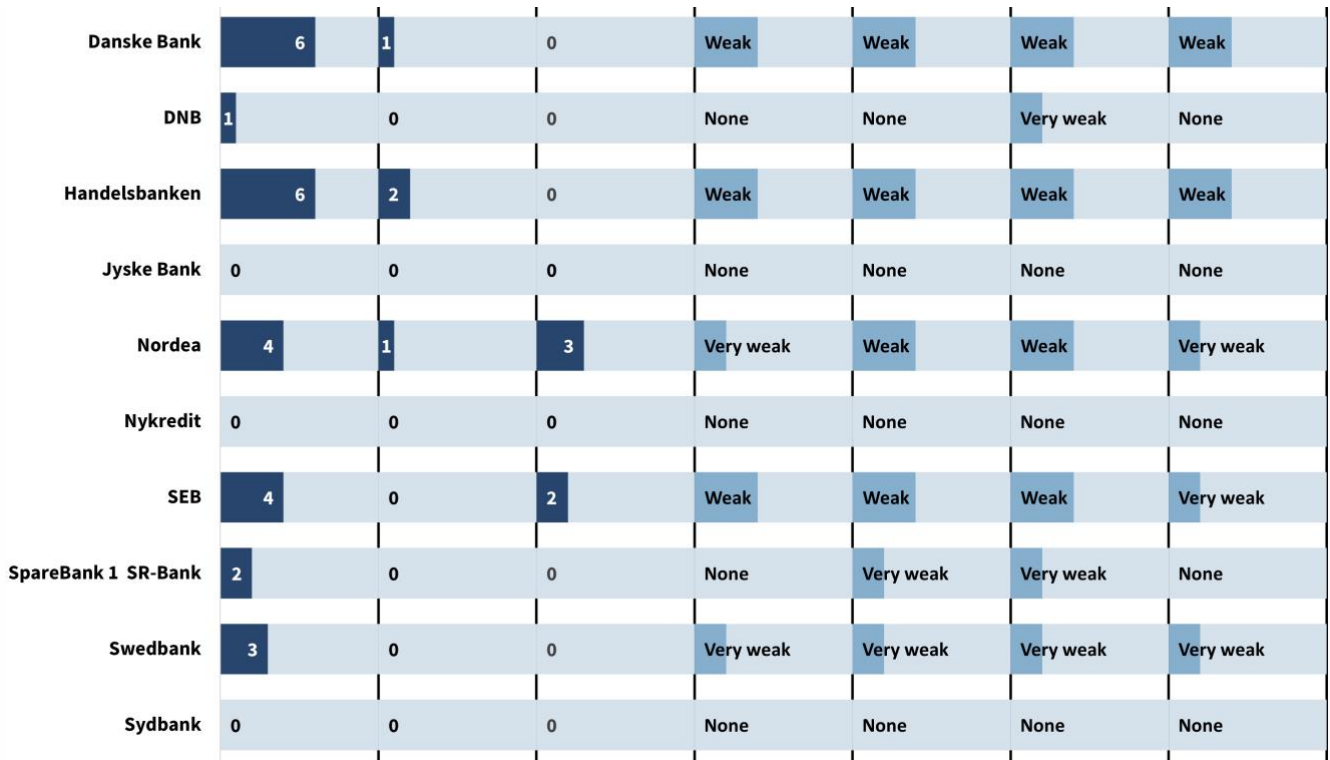 Danske Bank 6 1 0 Weak Weak Weak Weak
DNB 1 0 0 None None Very weak None
Handelsbanken 6 2 0 Weak Weak Weak Weak
Jyske Bank 0 0 0 None None None None
Nordea 4 1 3 Very weak Weak Weak Very weak
Nykredit 0 0 0 None None None None
SEB 4 0 2 Weak Weak Weak Very weak
SpareBank 1 SR-Bank 2 0 0 None Very weak Very weak None
Swedbank 3 0 0 Very weak Very weak Very weak Very weak
Sydbank 0 0 0 None None None None